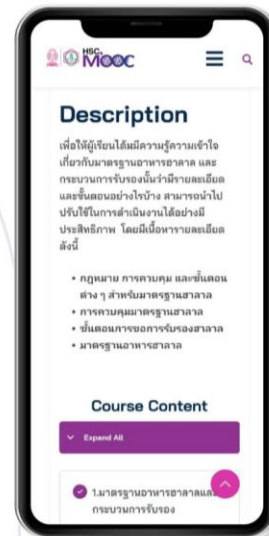 HSC MOOC
Description
เพื่อให้ผู้เรียนได้มมีความรู้ความเข้าใจ
เกี่ยวกับมาตรฐานอาหารฮาลาล และ
กระบวนการรับรองนั้นว่ามีรายละเอียด
และขั้นตอนอย่างไรบ้าง สามารถนำไป
ปรับใช้ในการดำเนินงานได้อย่างมี
ประสิทธิภาพ โดยมีเนื้อหารายละเอียด
ดังนี้
• กฎหมาย การควบคุม และขั้นตอน
ต่าง ๆ สำหรับมาตรฐานฮาลาล
• การควบคุมมาตรฐานฮาลาล
• ขั้นตอนการขอการรับรองฮาลาล
• มาตรฐานอาหารฮาลาล
Course Content
Expand All
1.มาตรฐานอาหารฮาลาลและ
กระบวนการรับรอง